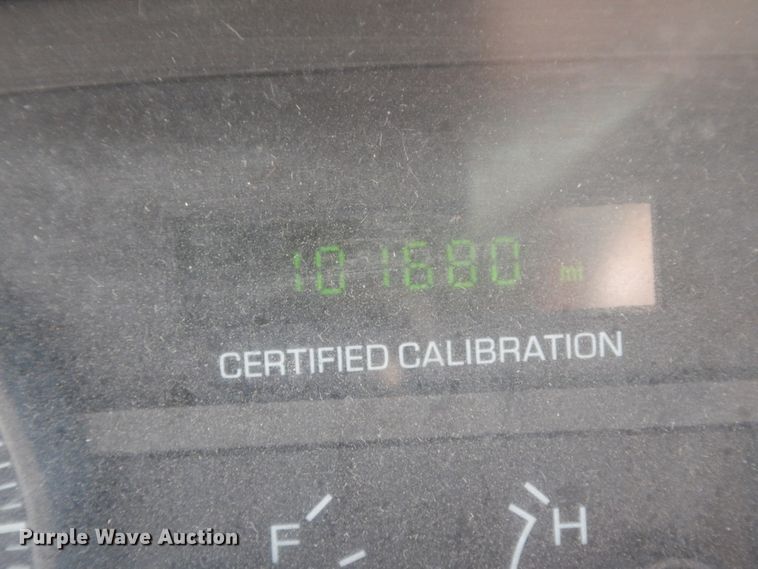 101680 mi
CERTIFIED CALIBRATION
F H
Purple Wave Auction